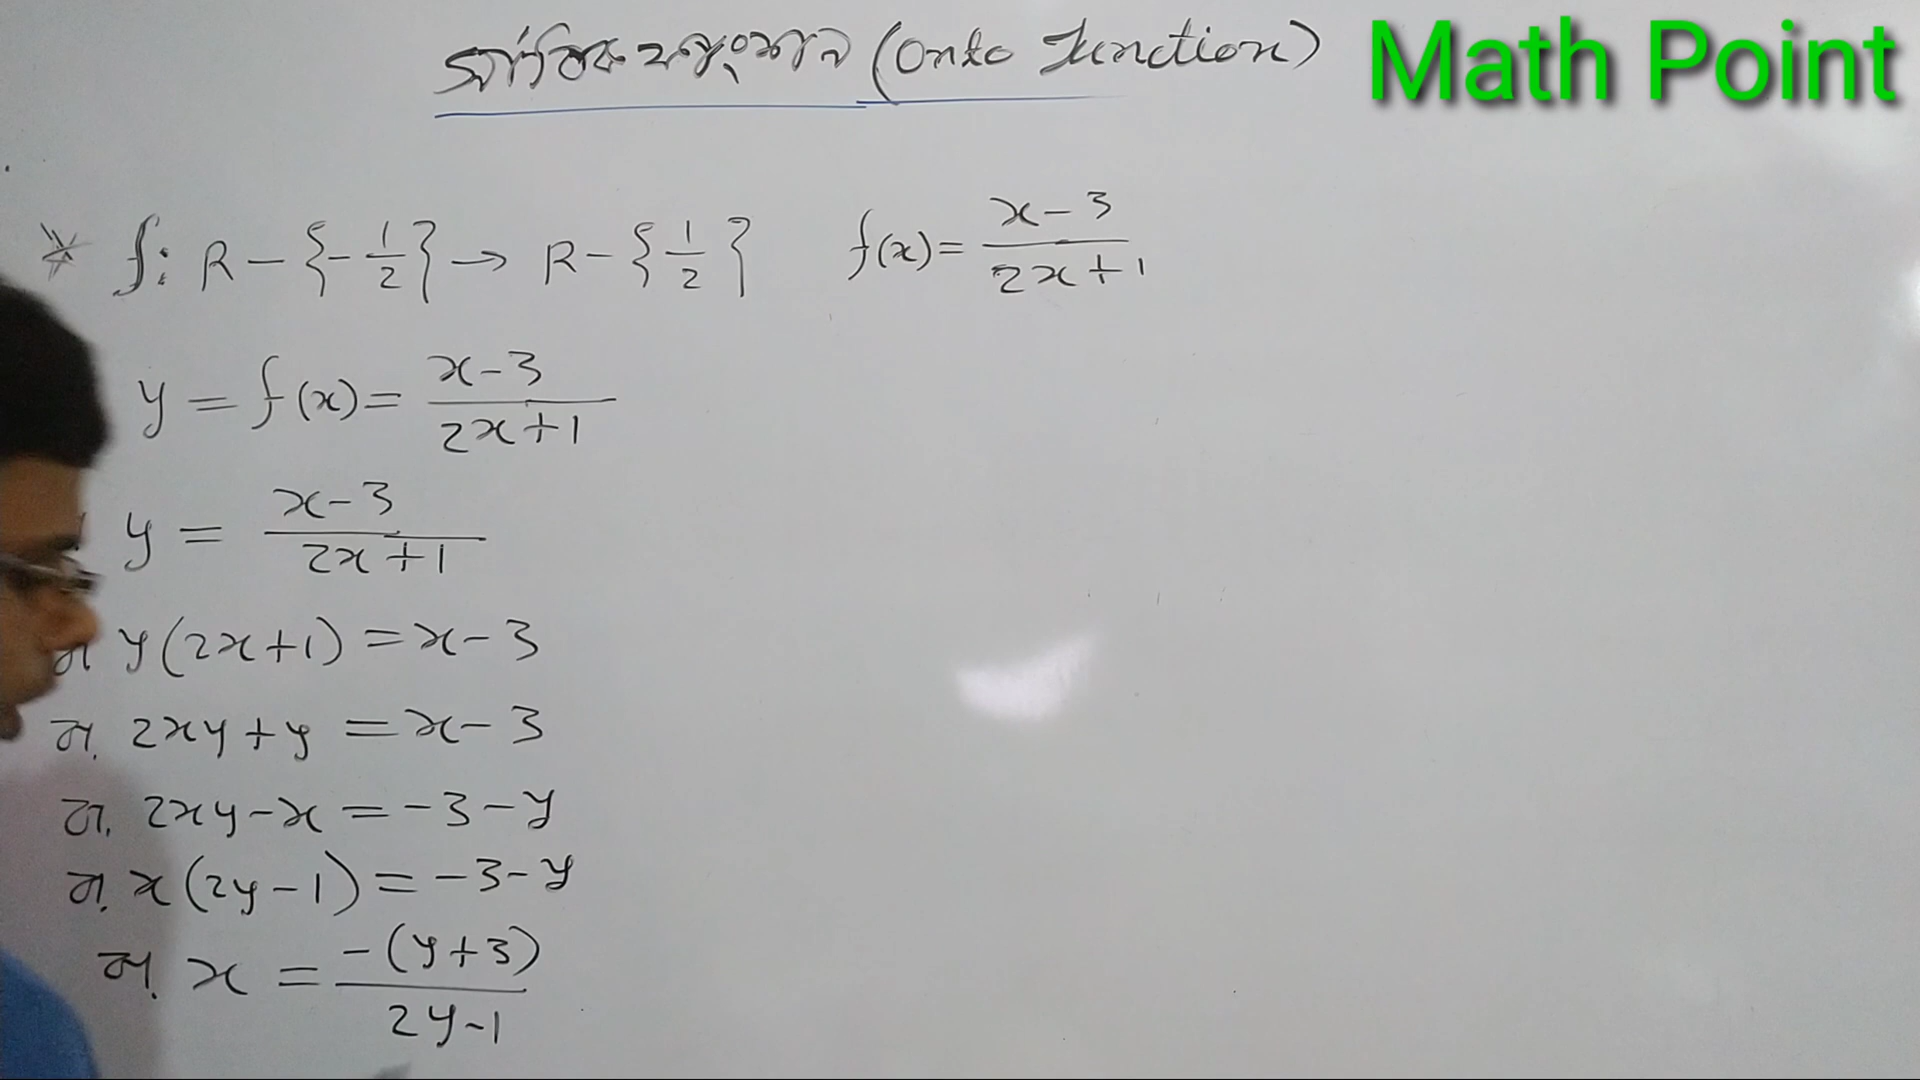 সার্বিক ফাংশন (Onto Function)
Math Point
* f: R - {-1/2} → R - {1/2} f(x) = (x-3)/(2x+1)
y = f(x) = (x-3)/(2x+1)
y = (x-3)/(2x+1)
বা y(2x+1) = x-3
বা, 2xy+y = x-3
বা, 2xy-x = -3-y
বা, x(2y-1) = -3-y
বা, x = -(y+3)/(2y-1)